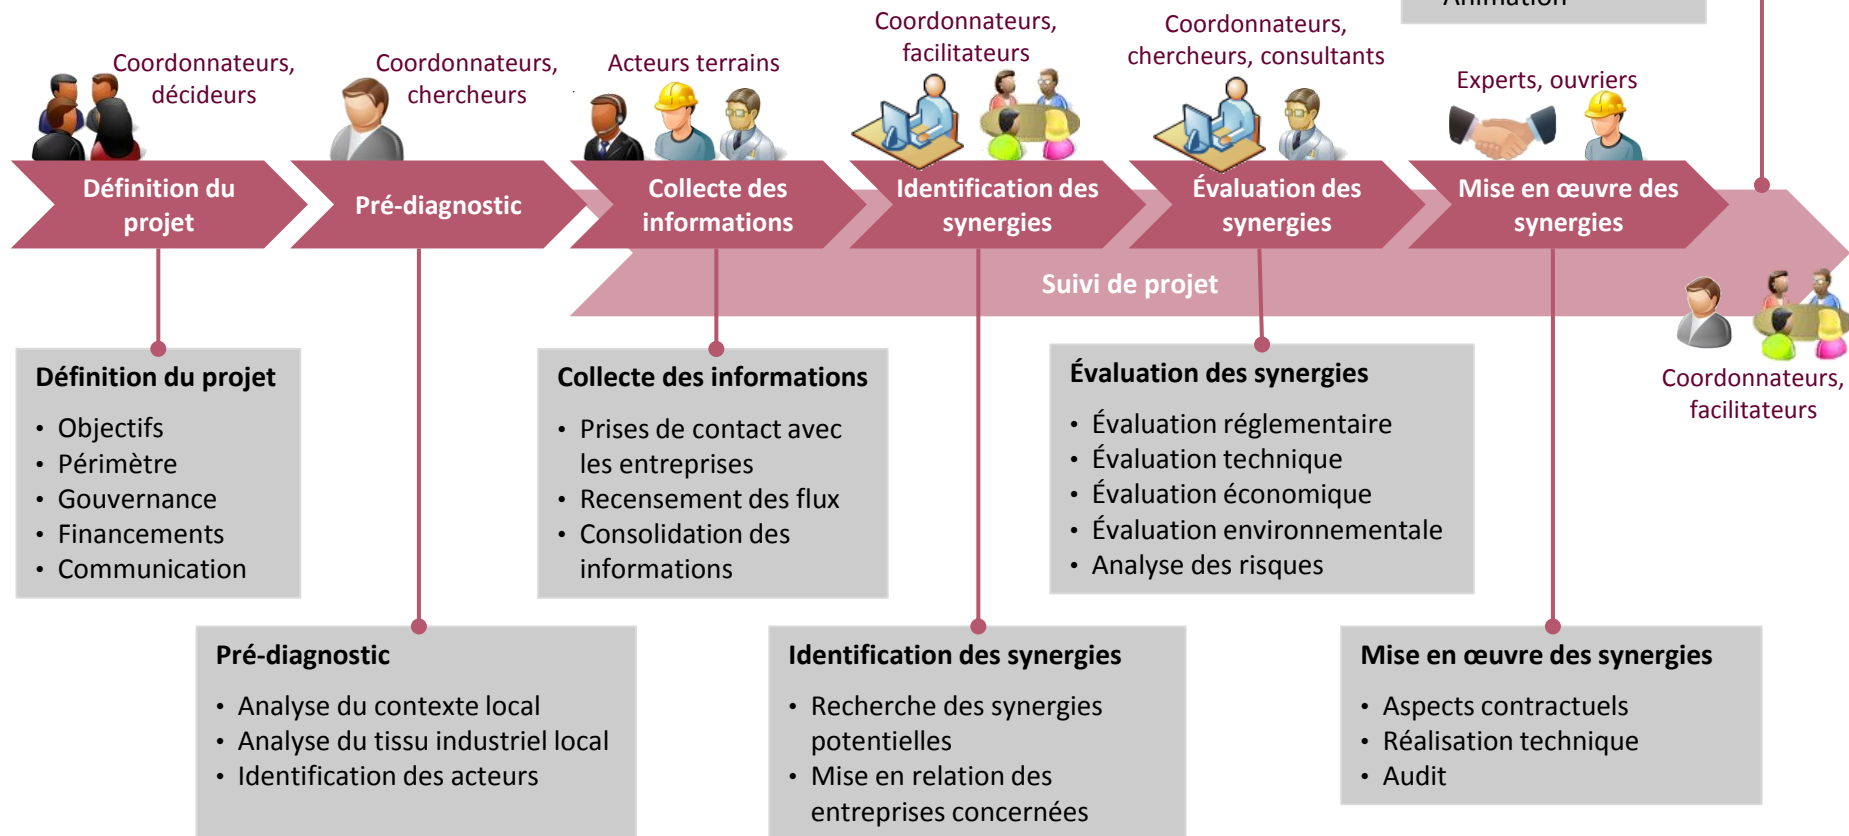 Animation
Coordonnateurs,
décideurs
Coordonnateurs,
chercheurs
Acteurs terrains
Coordonnateurs,
facilitateurs
Coordonnateurs,
chercheurs, consultants
Experts, ouvriers
Définition du
projet
Pré-diagnostic
Collecte des
informations
Identification des
synergies
Évaluation des
synergies
Mise en œuvre des
synergies
Suivi de projet
Coordonnateurs,
facilitateurs
Définition du projet
• Objectifs
• Périmètre
• Gouvernance
• Financements
• Communication
Collecte des informations
• Prises de contact avec
les entreprises
• Recensement des flux
• Consolidation des
informations
Évaluation des synergies
• Évaluation réglementaire
• Évaluation technique
• Évaluation économique
• Évaluation environnementale
• Analyse des risques
Pré-diagnostic
• Analyse du contexte local
• Analyse du tissu industriel local
• Identification des acteurs
Identification des synergies
• Recherche des synergies
potentielles
• Mise en relation des
entreprises concernées
Mise en œuvre des synergies
• Aspects contractuels
• Réalisation technique
• Audit